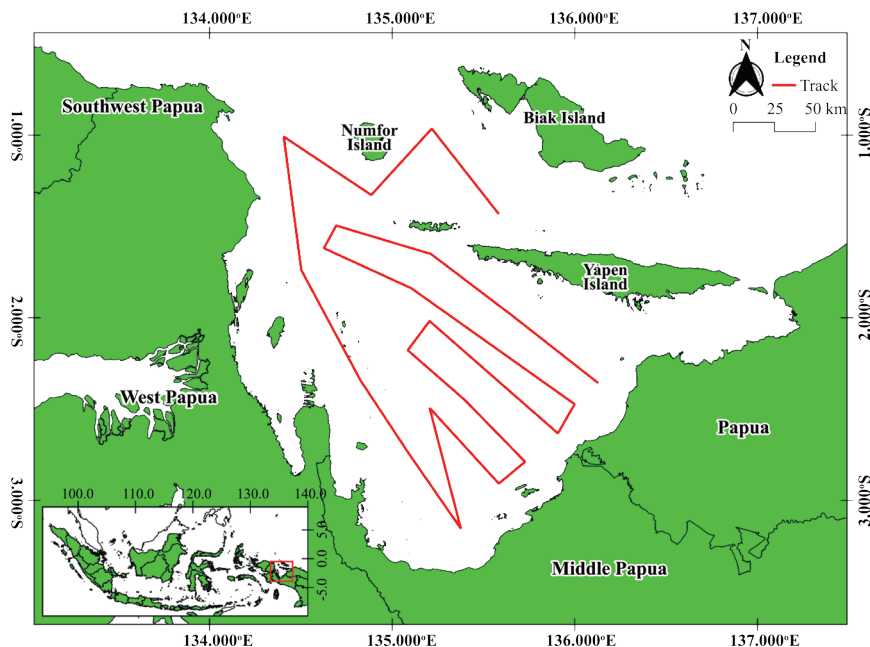 134.000°E 135.000°E 136.000°E 137.000°E
N
Legend
Track
0 25 50 km
Southwest Papua
Numfor
Island
Biak Island
1.000°S 1.000°S
Yapen
Island
2.000°S 2.000°S
West Papua
Papua
3.000°S 3.000°S
100.0 110.0 120.0 130.0 140.0
5.0
0.0
-5.0
Middle Papua
134.000°E 135.000°E 136.000°E 137.000°E